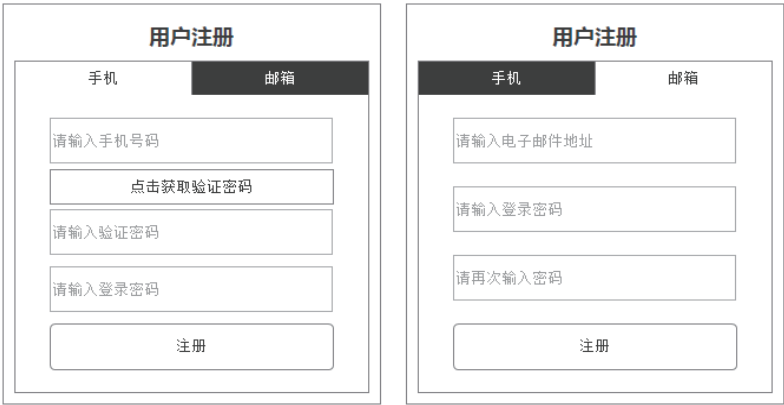 用户注册
手机
邮箱
请输入手机号码
点击获取验证密码
请输入验证密码
请输入登录密码
注册
用户注册
手机
邮箱
请输入电子邮件地址
请输入登录密码
请再次输入密码
注册